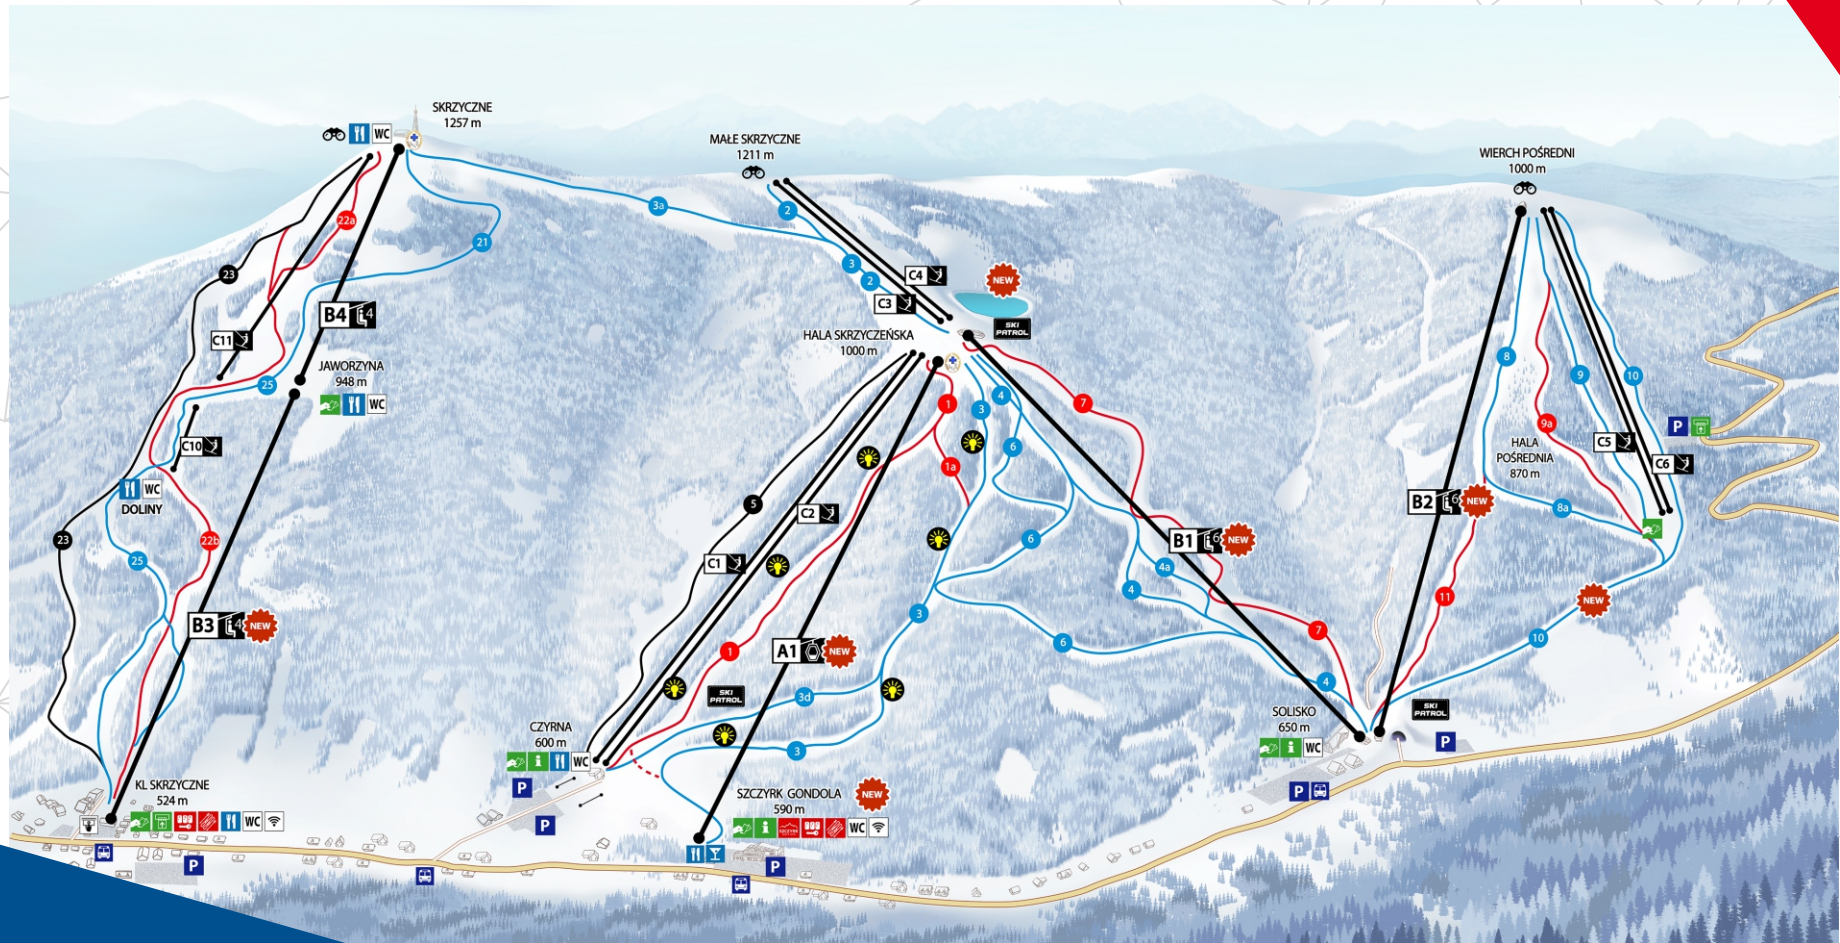 SKRZYCZNE
1257 m
WC
MAŁE SKRZYCZNE
1211 m
WIERCH POŚREDNI
1000 m
3a
2
22a
21
23
3
2
C4
NEW
C3
SKI
PATROL
B4
4
C11
HALA SKRZYCZEŃSKA
1000 m
JAWORZYNA
948 m
WC
25
8
9
10
1
3
4
7
9a
P
C10
6
1a
HALA
POŚREDNIA
870 m
C5
C6
WC
DOLINY
5
C2
B2
6
NEW
8a
23
22b
25
C1
6
B1
6
NEW
4a
4
11
NEW
B3
4
NEW
3
6
7
10
1
A1
NEW
SKI
PATROL
3d
4
SKI
PATROL
CZYRNA
600 m
WC
3
SOLISKO
650 m
WC
P
P
KL SKRZYCZNE
524 m
WC
P
SZCZYRK GONDOLA
590 m
NEW
WC
P
P
P